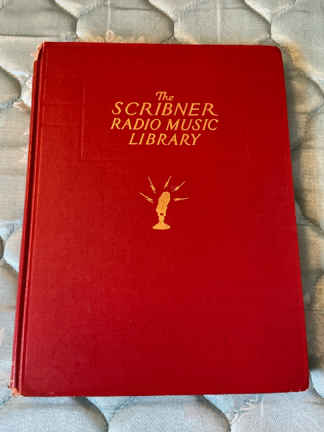 The
SCRIBNER
RADIO MUSIC
LIBRARY